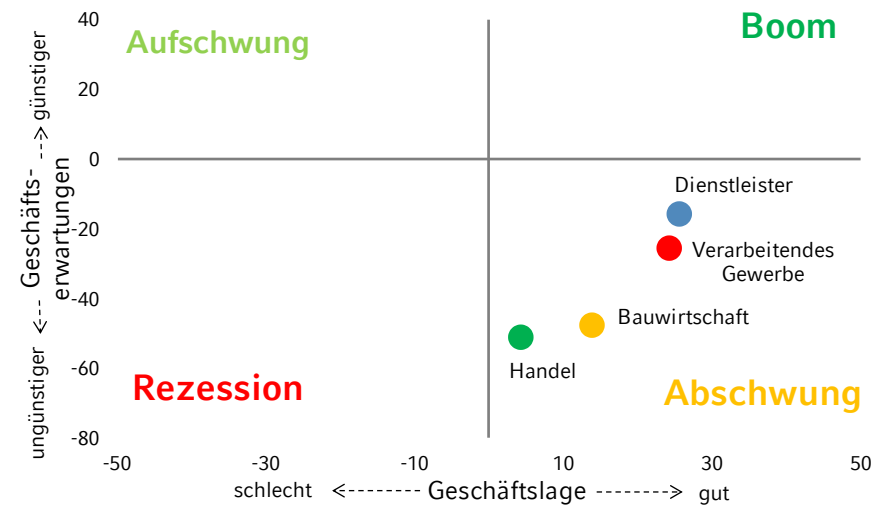 40
Aufschwung
Boom
20
0
Dienstleister
-20
Verarbeitendes
Gewerbe
-40
Bauwirtschaft
-60
Handel
Rezession
Abschwung
-80
ungünstiger <--- Geschäfts- ---> günstiger
erwartungen
-50
-30
-10
10
30
50
schlecht <------- Geschäftslage -------> gut